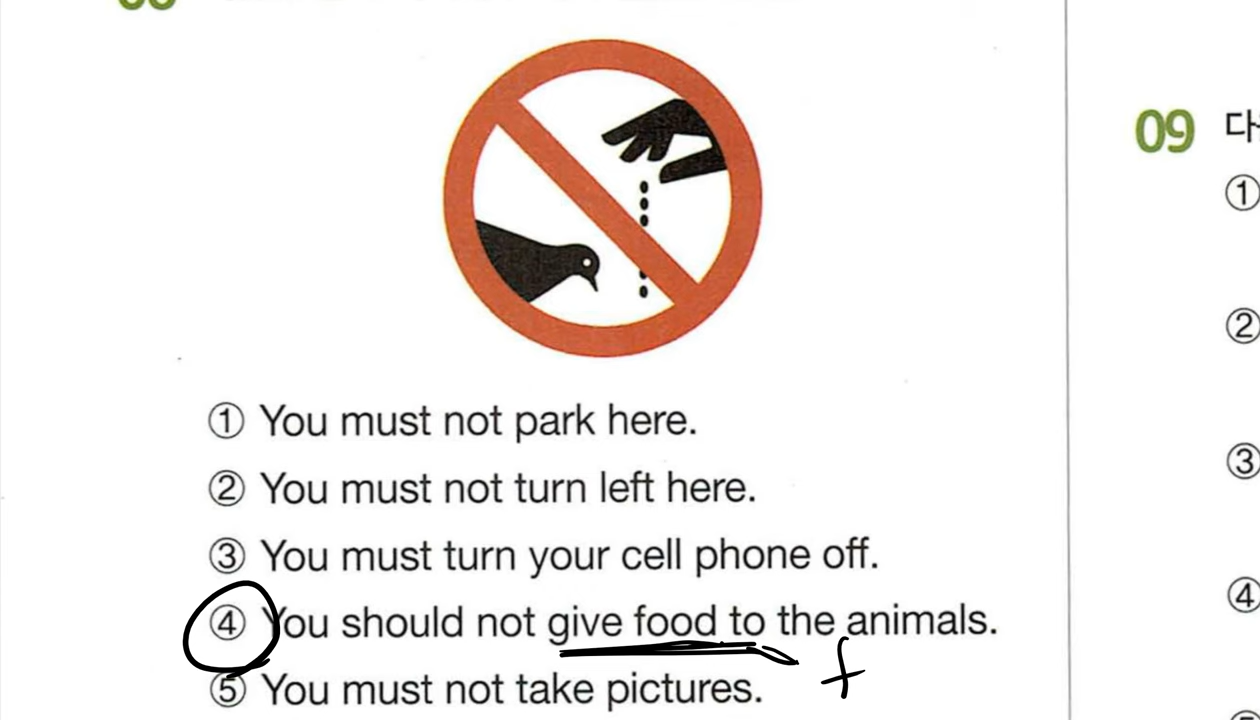 ① You must not park here.
② You must not turn left here.
③ You must turn your cell phone off.
④ You should not give food to the animals.
f
⑤ You must not take pictures.
09
①
②
③
④